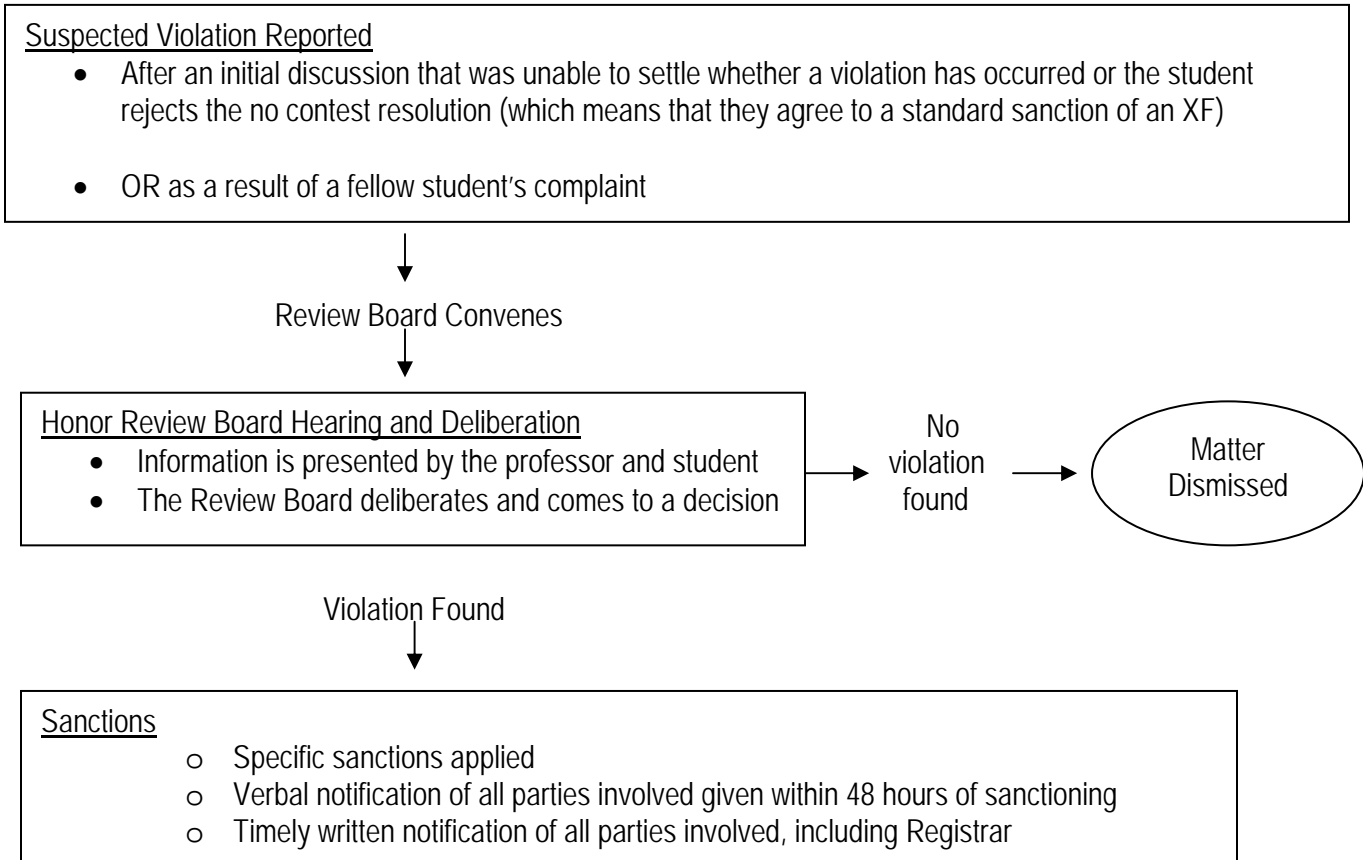 Suspected Violation Reported
• After an initial discussion that was unable to settle whether a violation has occurred or the student
rejects the no contest resolution (which means that they agree to a standard sanction of an XF)
• OR as a result of a fellow student's complaint
Review Board Convenes
Honor Review Board Hearing and Deliberation
• Information is presented by the professor and student
• The Review Board deliberates and comes to a decision
No
violation
found
Matter
Dismissed
Violation Found
Sanctions
o Specific sanctions applied
o Verbal notification of all parties involved given within 48 hours of sanctioning
o Timely written notification of all parties involved, including Registrar